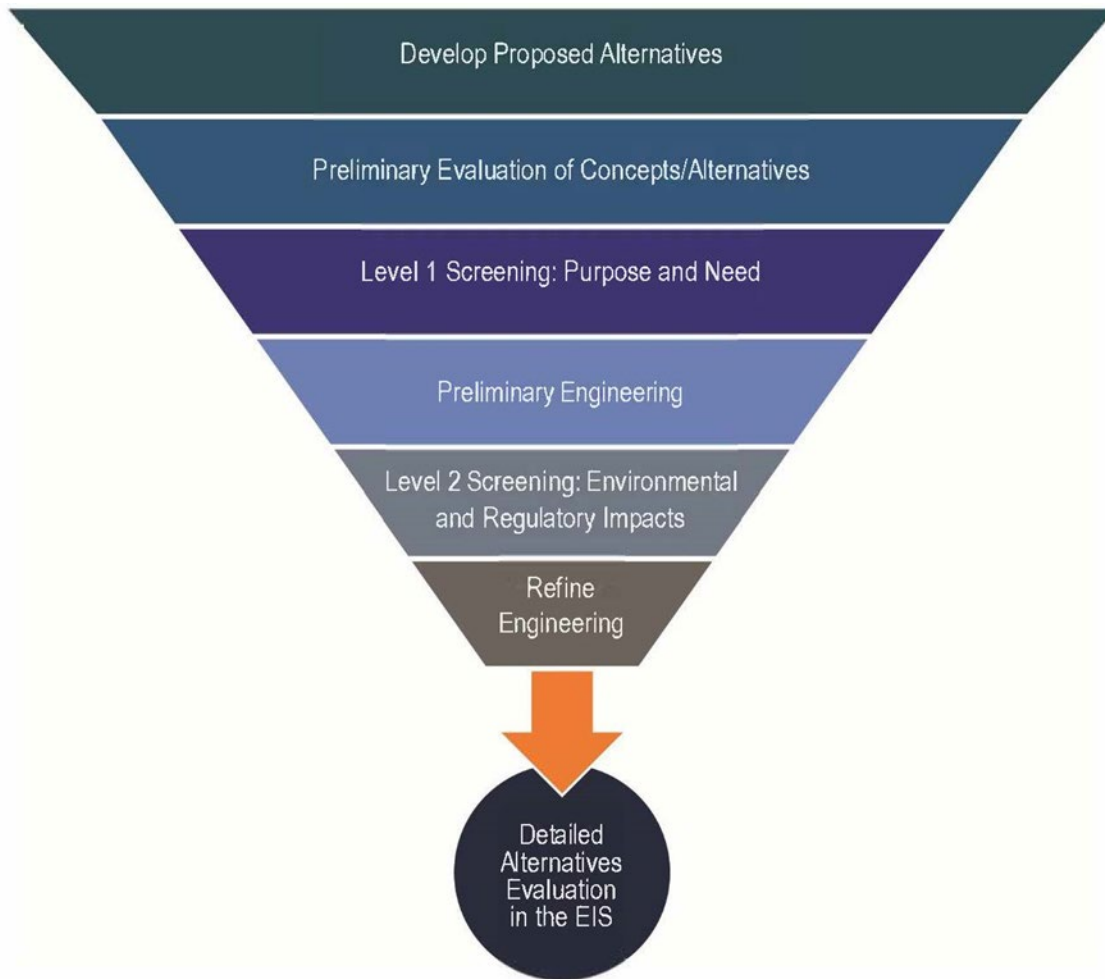 Develop Proposed Alternatives
Preliminary Evaluation of Concepts/Alternatives
Level 1 Screening: Purpose and Need
Preliminary Engineering
Level 2 Screening: Environmental
and Regulatory Impacts
Refine
Engineering
Detailed
Alternatives
Evaluation
in the EIS